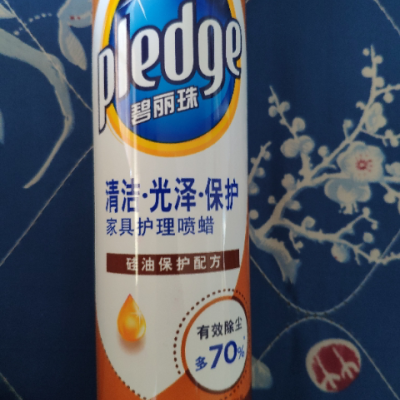 pledge
碧丽珠
清洁·光泽·保护
家具护理喷蜡
硅油保护配方
有效除尘
多70%